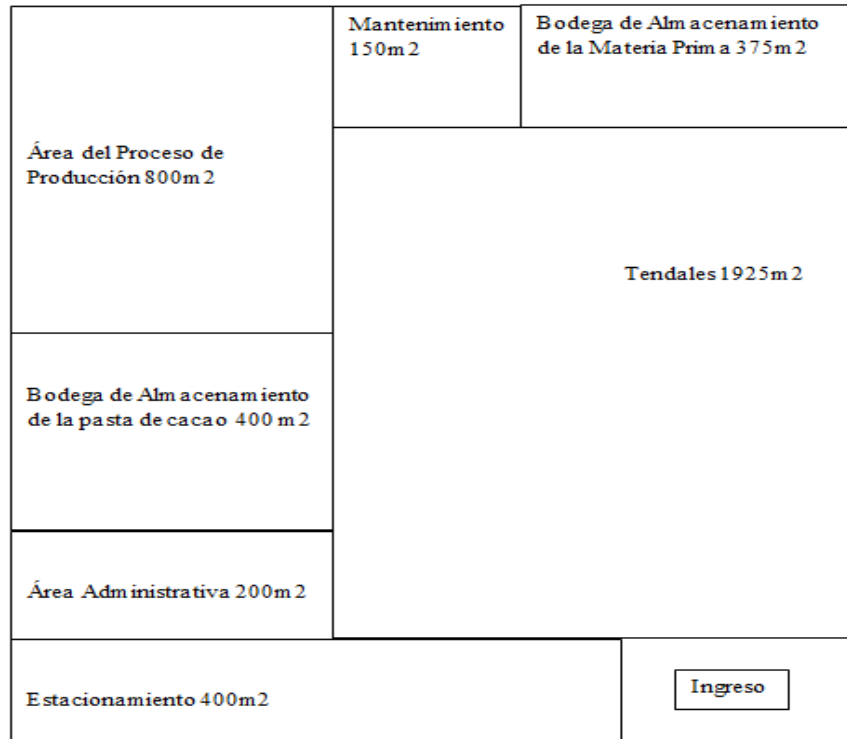 Mantenimiento
150m2
Bodega de Almacenamiento
de la Materia Prima 375m2
Área del Proceso de
Producción 800m2
Tendales 1925m2
Bodega de Almacenamiento
de la pasta de cacao 400 m2
Área Administrativa 200m2
Estacionamiento 400m2
Ingreso